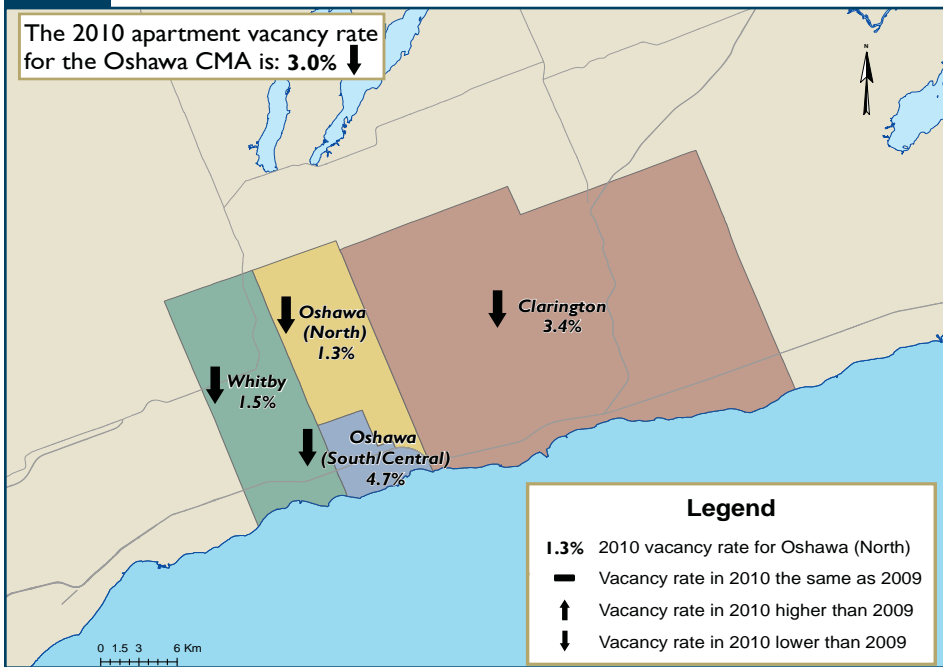 The 2010 apartment vacancy rate
for the Oshawa CMA is: 3.0%
N
Oshawa
(North)
1.3%
Clarington
3.4%
Whitby
1.5%
Oshawa
(South/Central)
4.7%
Legend
1.3% 2010 vacancy rate for Oshawa (North)
Vacancy rate in 2010 the same as 2009
Vacancy rate in 2010 higher than 2009
Vacancy rate in 2010 lower than 2009
0 1.5 3 6 Km